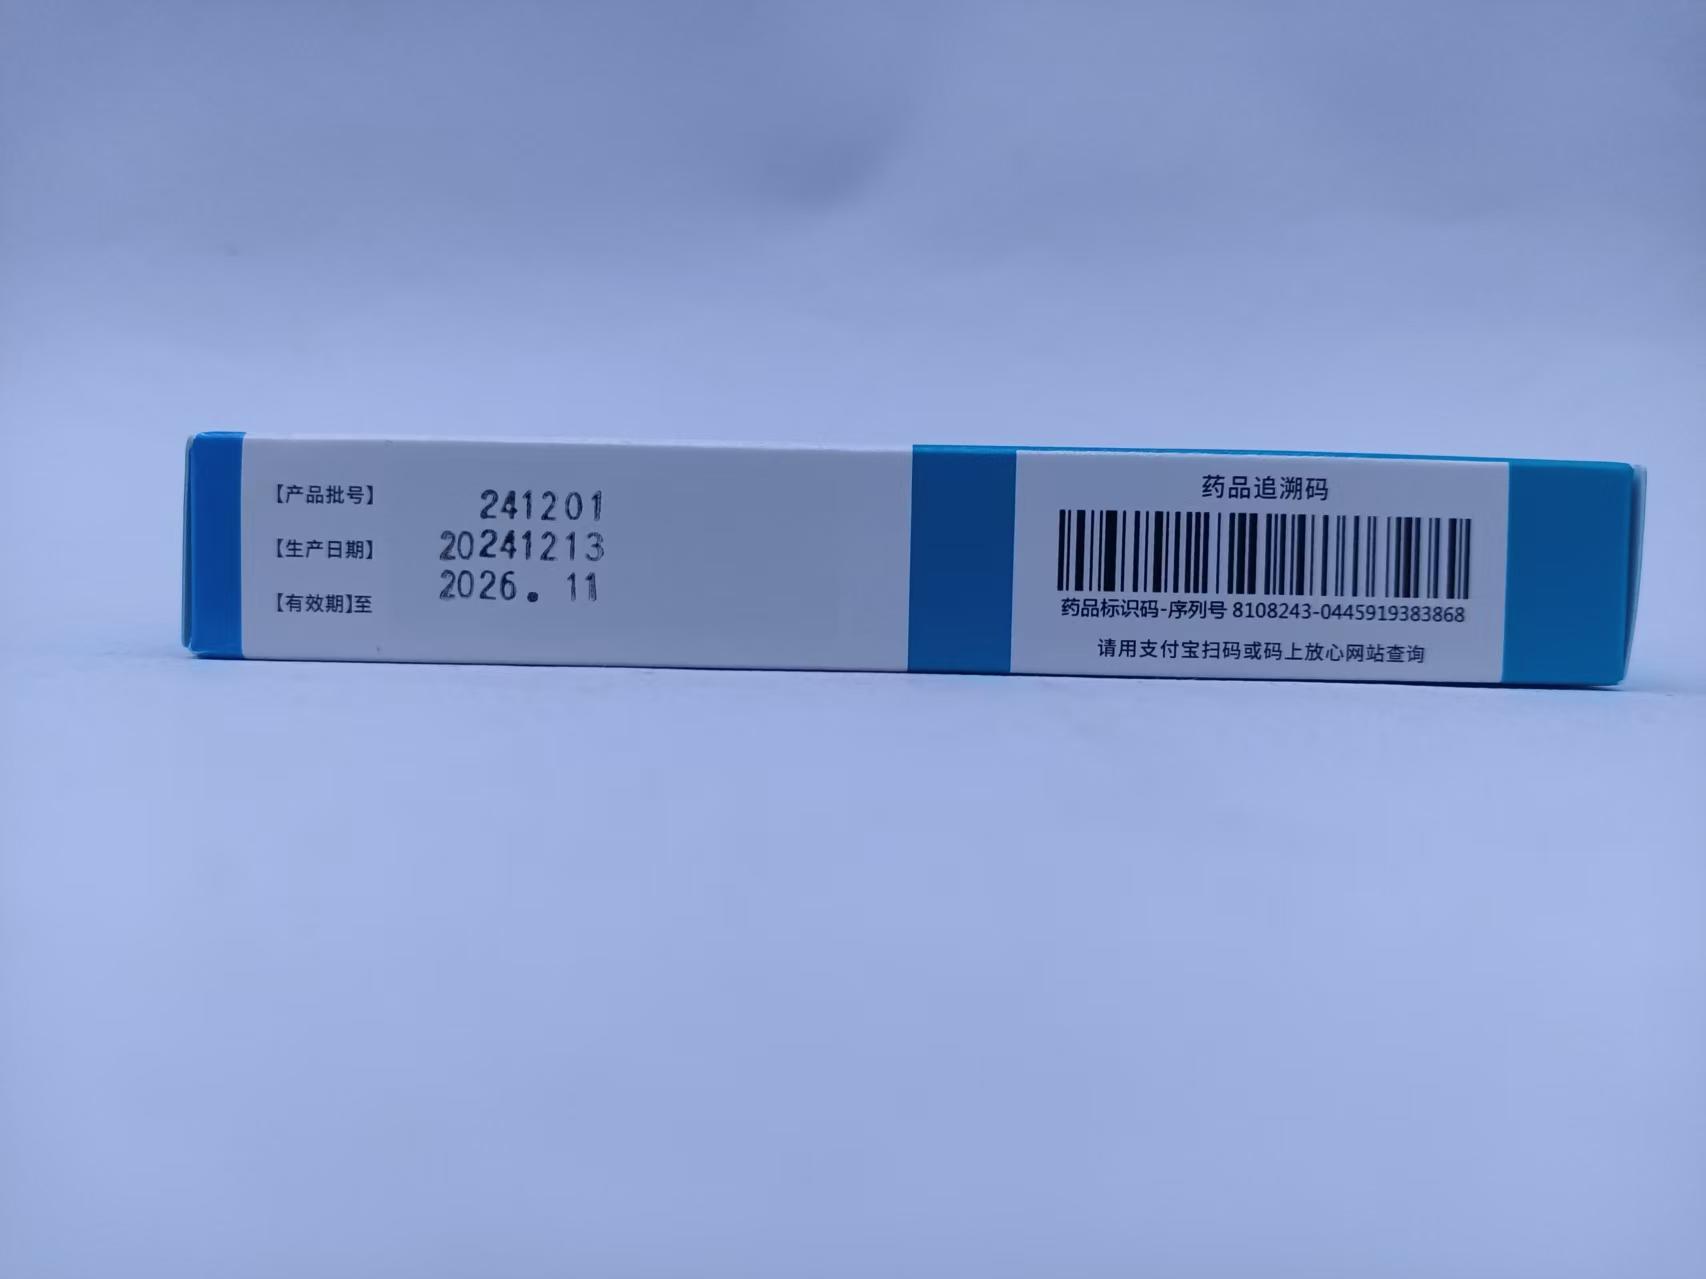 【产品批号】 241201
【生产日期】 20241213
【有效期】至 2026.11
药品追溯码
药品标识码-序列号 8108243-0445919383868
请用支付宝扫码或码上放心网站查询